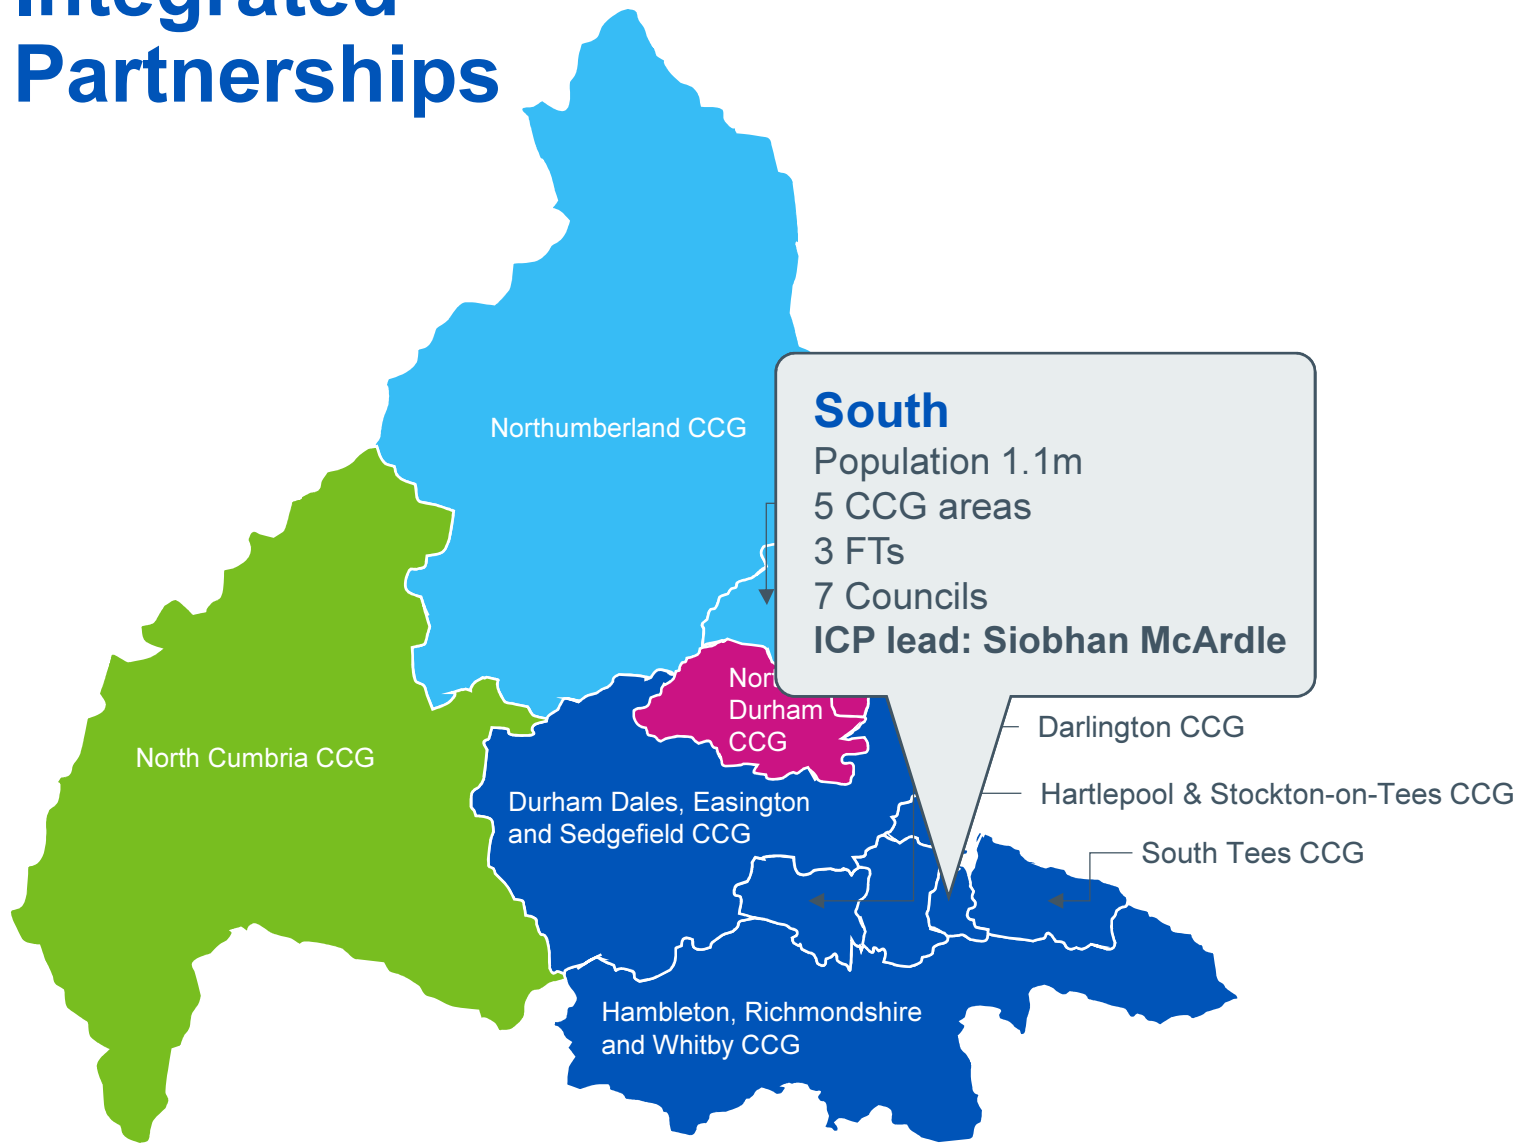 Integrated
Partnerships
Northumberland CCG
South
Population 1.1m
5 CCG areas
3 FTs
7 Councils
ICP lead: Siobhan McArdle
Durham
CCG
Darlington CCG
North Cumbria CCG
Hartlepool & Stockton-on-Tees CCG
Durham Dales, Easington
and Sedgefield CCG
South Tees CCG
Hambleton, Richmondshire
and Whitby CCG